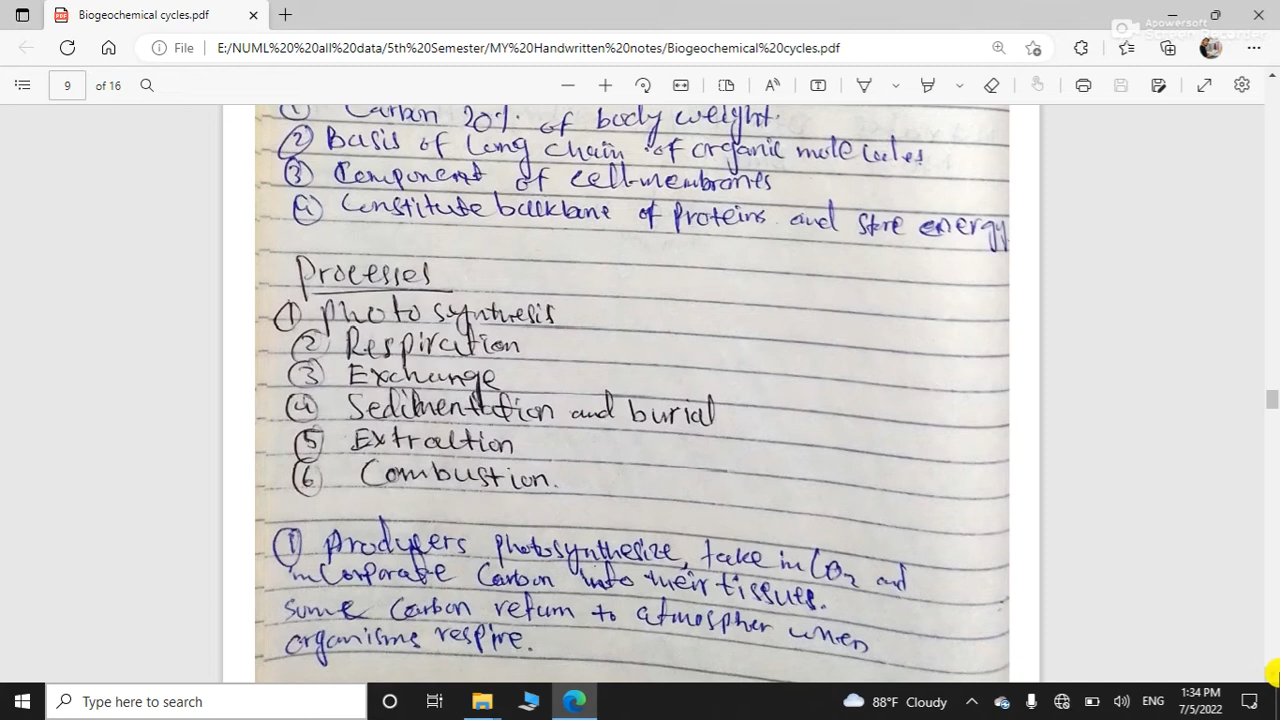 Biogeochemical cycles.pdf
Apowersoft
Screen Recorder
File E:/NUML%20%20all%20data/5th%20Semester/MY%20Handwritten%20notes/Biogeochemical%20cycles.pdf
9 of 16
① Carbon 20% of body weight.
② Basis of long chain of organic molecules
③ Component of cell-membranes
④ Constitute backbone of proteins and store energy
Processes
① Photosynthesis
② Respiration
③ Exchange
④ Sedimentation and burial
⑤ Extraction
⑥ Combustion.
① Producers photosynthesize, take in CO2 and
incorporate Carbon into their tissues.
some Carbon return to atmospher when
organisms respire.
Type here to search
88°F Cloudy
ENG
1:34 PM
7/5/2022